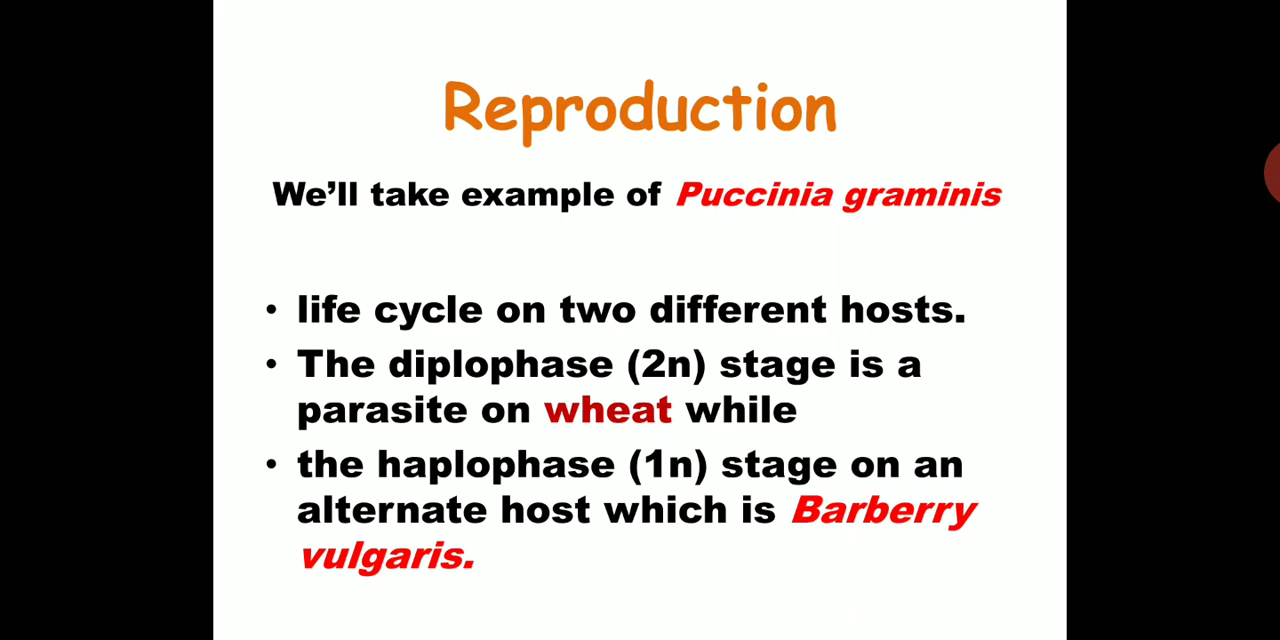 Reproduction
We’ll take example of Puccinia graminis
• life cycle on two different hosts.
• The diplophase (2n) stage is a
parasite on wheat while
• the haplophase (1n) stage on an
alternate host which is Barberry
vulgaris.